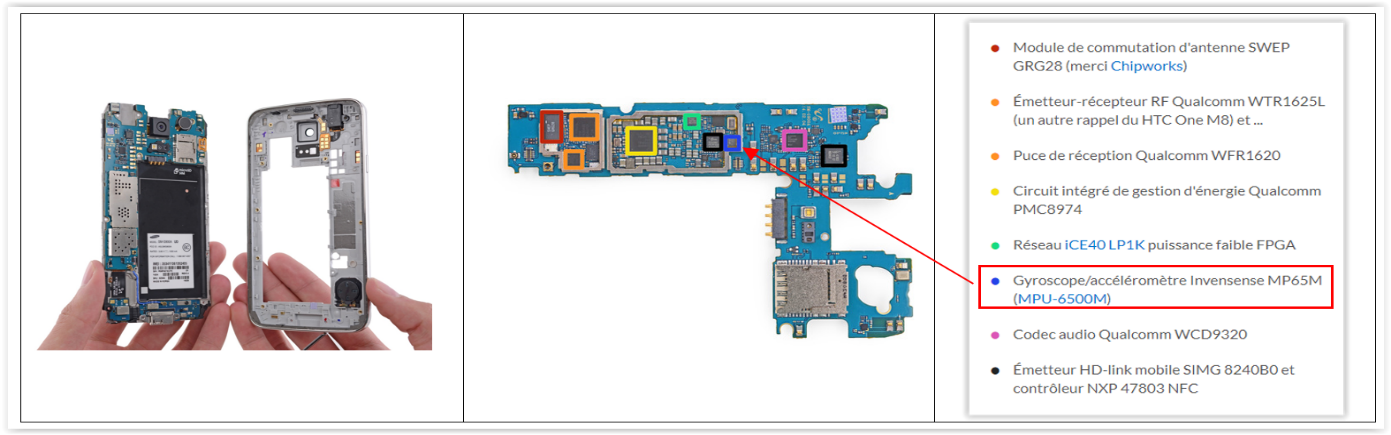 Module de commutation d'antenne SWEP
GRG28 (merci Chipworks)
Émetteur-récepteur RF Qualcomm WTR1625L
(un autre rappel du HTC One M8) et ...
Puce de réception Qualcomm WFR1620
Circuit intégré de gestion d'énergie Qualcomm
PMC8974
Réseau iCE40 LP1K puissance faible FPGA
Gyroscope/accéléromètre Invensense MP65M
(MPU-6500M)
Codec audio Qualcomm WCD9320
Émetteur HD-link mobile SIMG 8240B0 et
contrôleur NXP 47803 NFC